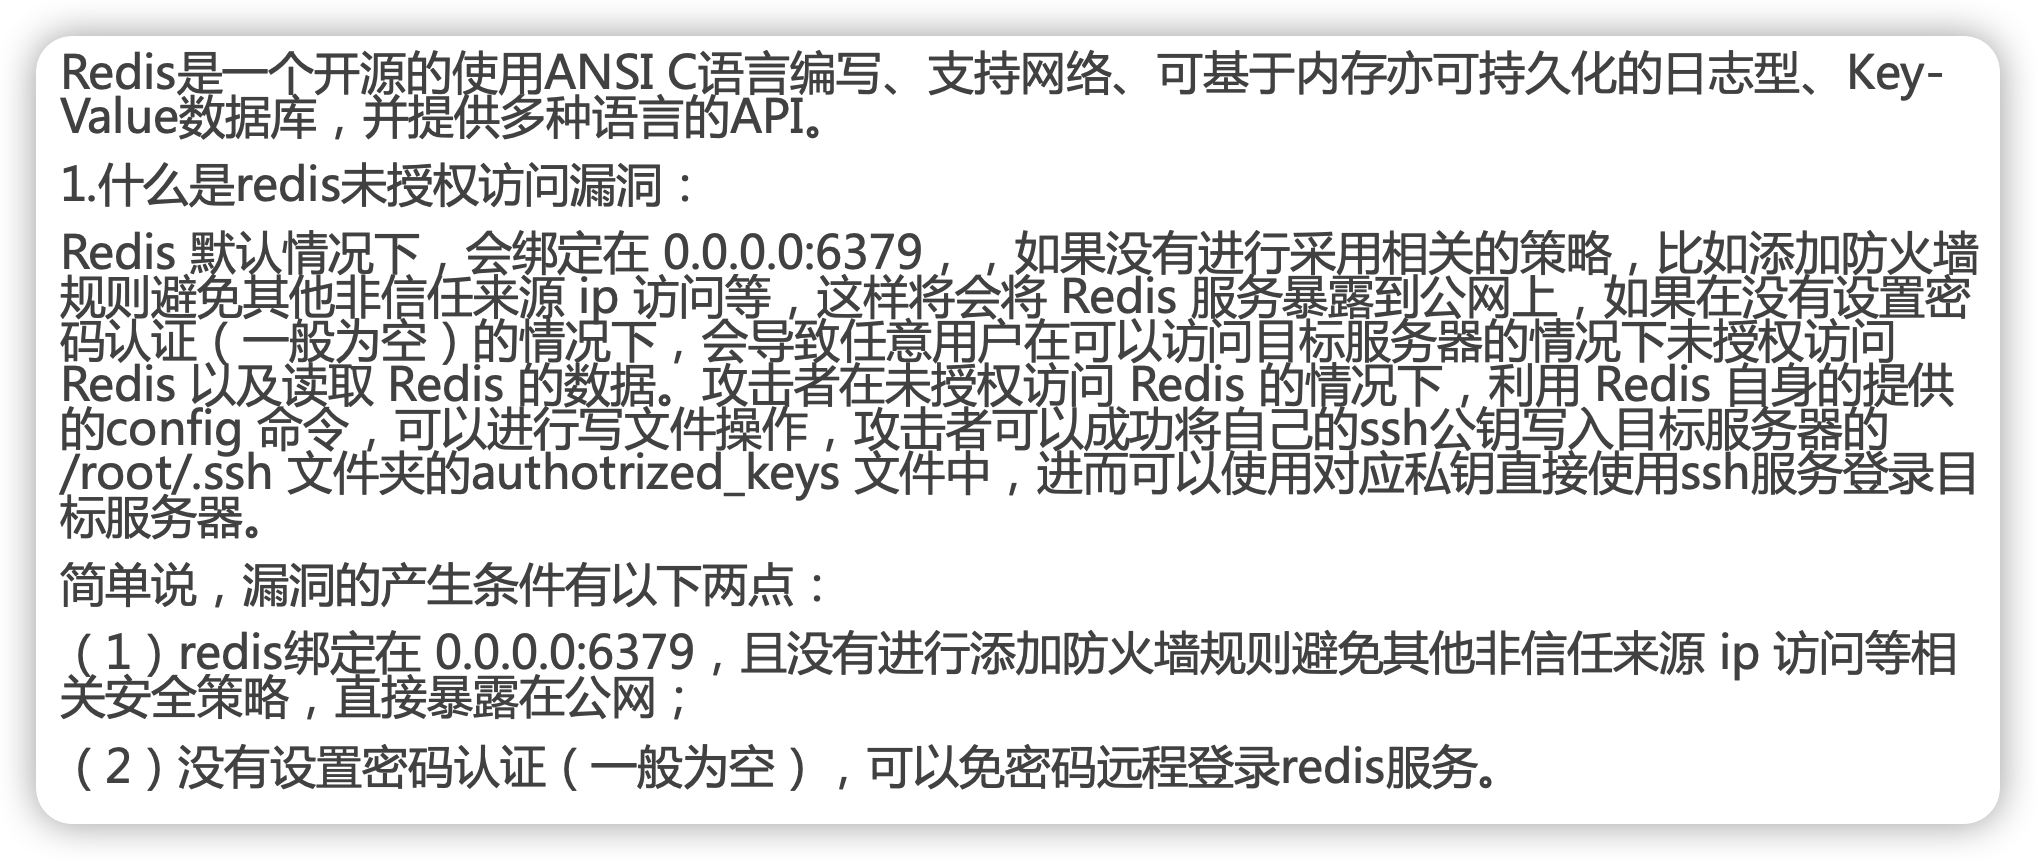 Redis是一个开源的使用ANSI C语言编写、支持网络、可基于内存亦可持久化的日志型、Key-
Value数据库，并提供多种语言的API。
1.什么是redis未授权访问漏洞：
Redis 默认情况下，会绑定在 0.0.0.0:6379，，如果没有进行采用相关的策略，比如添加防火墙
规则避免其他非信任来源 ip 访问等，这样将会将 Redis 服务暴露到公网上，如果在没有设置密
码认证（一般为空）的情况下，会导致任意用户在可以访问目标服务器的情况下未授权访问
Redis 以及读取 Redis 的数据。攻击者在未授权访问 Redis 的情况下，利用 Redis 自身的提供
的config 命令，可以进行写文件操作，攻击者可以成功将自己的ssh公钥写入目标服务器的
/root/.ssh 文件夹的authotrized_keys 文件中，进而可以使用对应私钥直接使用ssh服务登录目
标服务器。
简单说，漏洞的产生条件有以下两点：
（1）redis绑定在 0.0.0.0:6379，且没有进行添加防火墙规则避免其他非信任来源 ip 访问等相
关安全策略，直接暴露在公网；
（2）没有设置密码认证（一般为空），可以免密码远程登录redis服务。